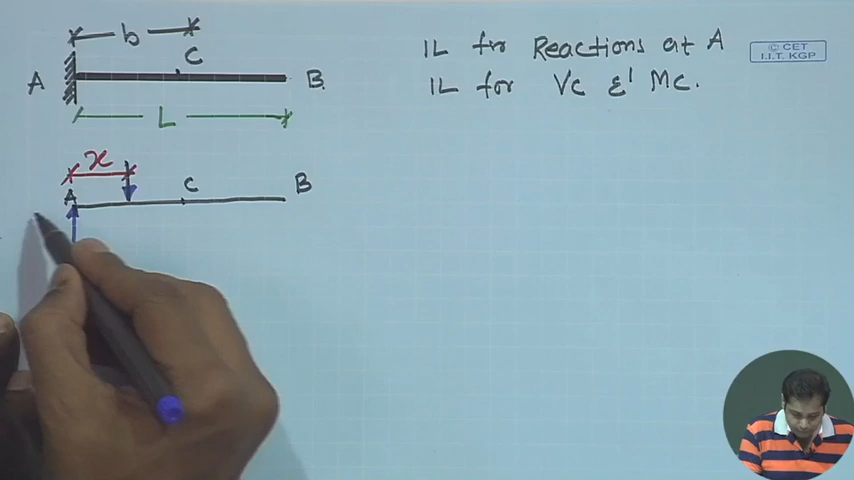 b
C
A
B.
L
IL for Reactions at A
IL for Vc & Mc.
© CET
I.I.T. KGP
x
A
C
B